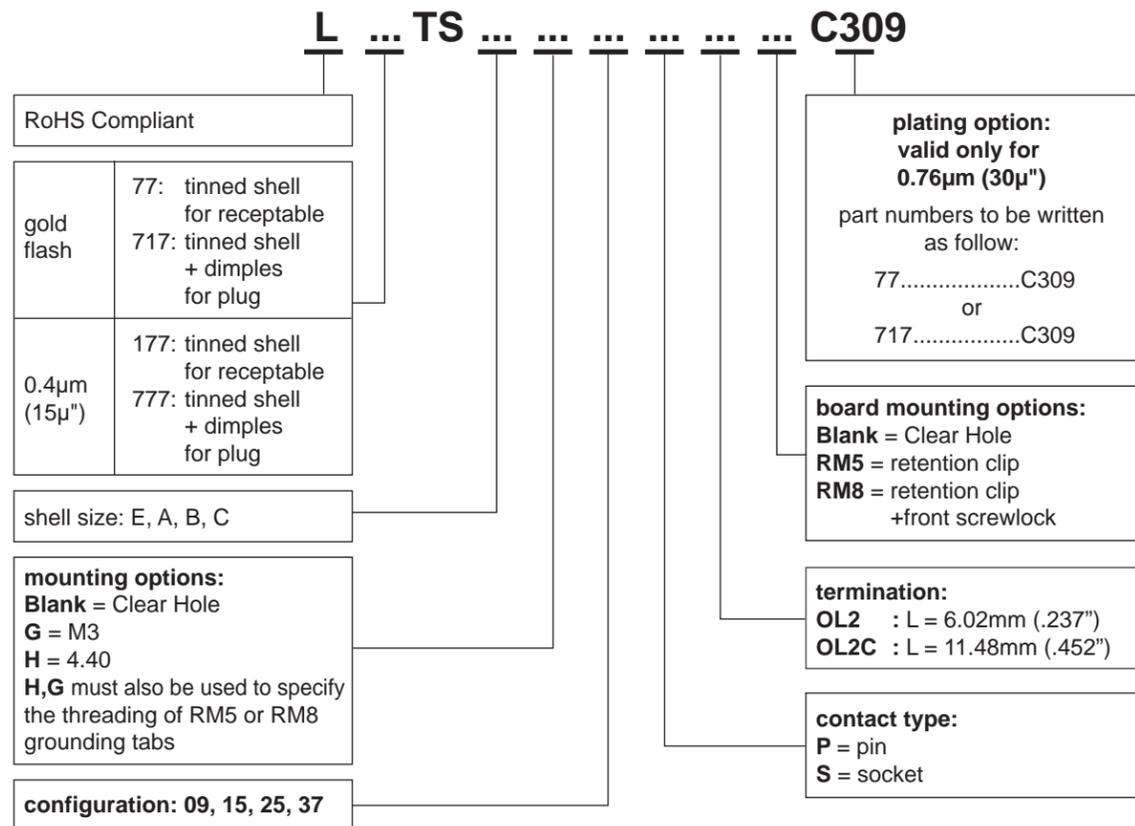 L ... TS ... ... ... ... ... ... C309
RoHS Compliant
gold
flash
77: tinned shell
for receptable
717: tinned shell
+ dimples
for plug
0.4µm
(15µ")
177: tinned shell
for receptable
777: tinned shell
+ dimples
for plug
shell size: E, A, B, C
mounting options:
Blank = Clear Hole
G = M3
H = 4.40
H,G must also be used to specify
the threading of RM5 or RM8
grounding tabs
configuration: 09, 15, 25, 37
plating option:
valid only for
0.76µm (30µ")
part numbers to be written
as follow:
77...................C309
or
717.................C309
board mounting options:
Blank = Clear Hole
RM5 = retention clip
RM8 = retention clip
+front screwlock
termination:
OL2 : L = 6.02mm (.237”)
OL2C : L = 11.48mm (.452”)
contact type:
P = pin
S = socket